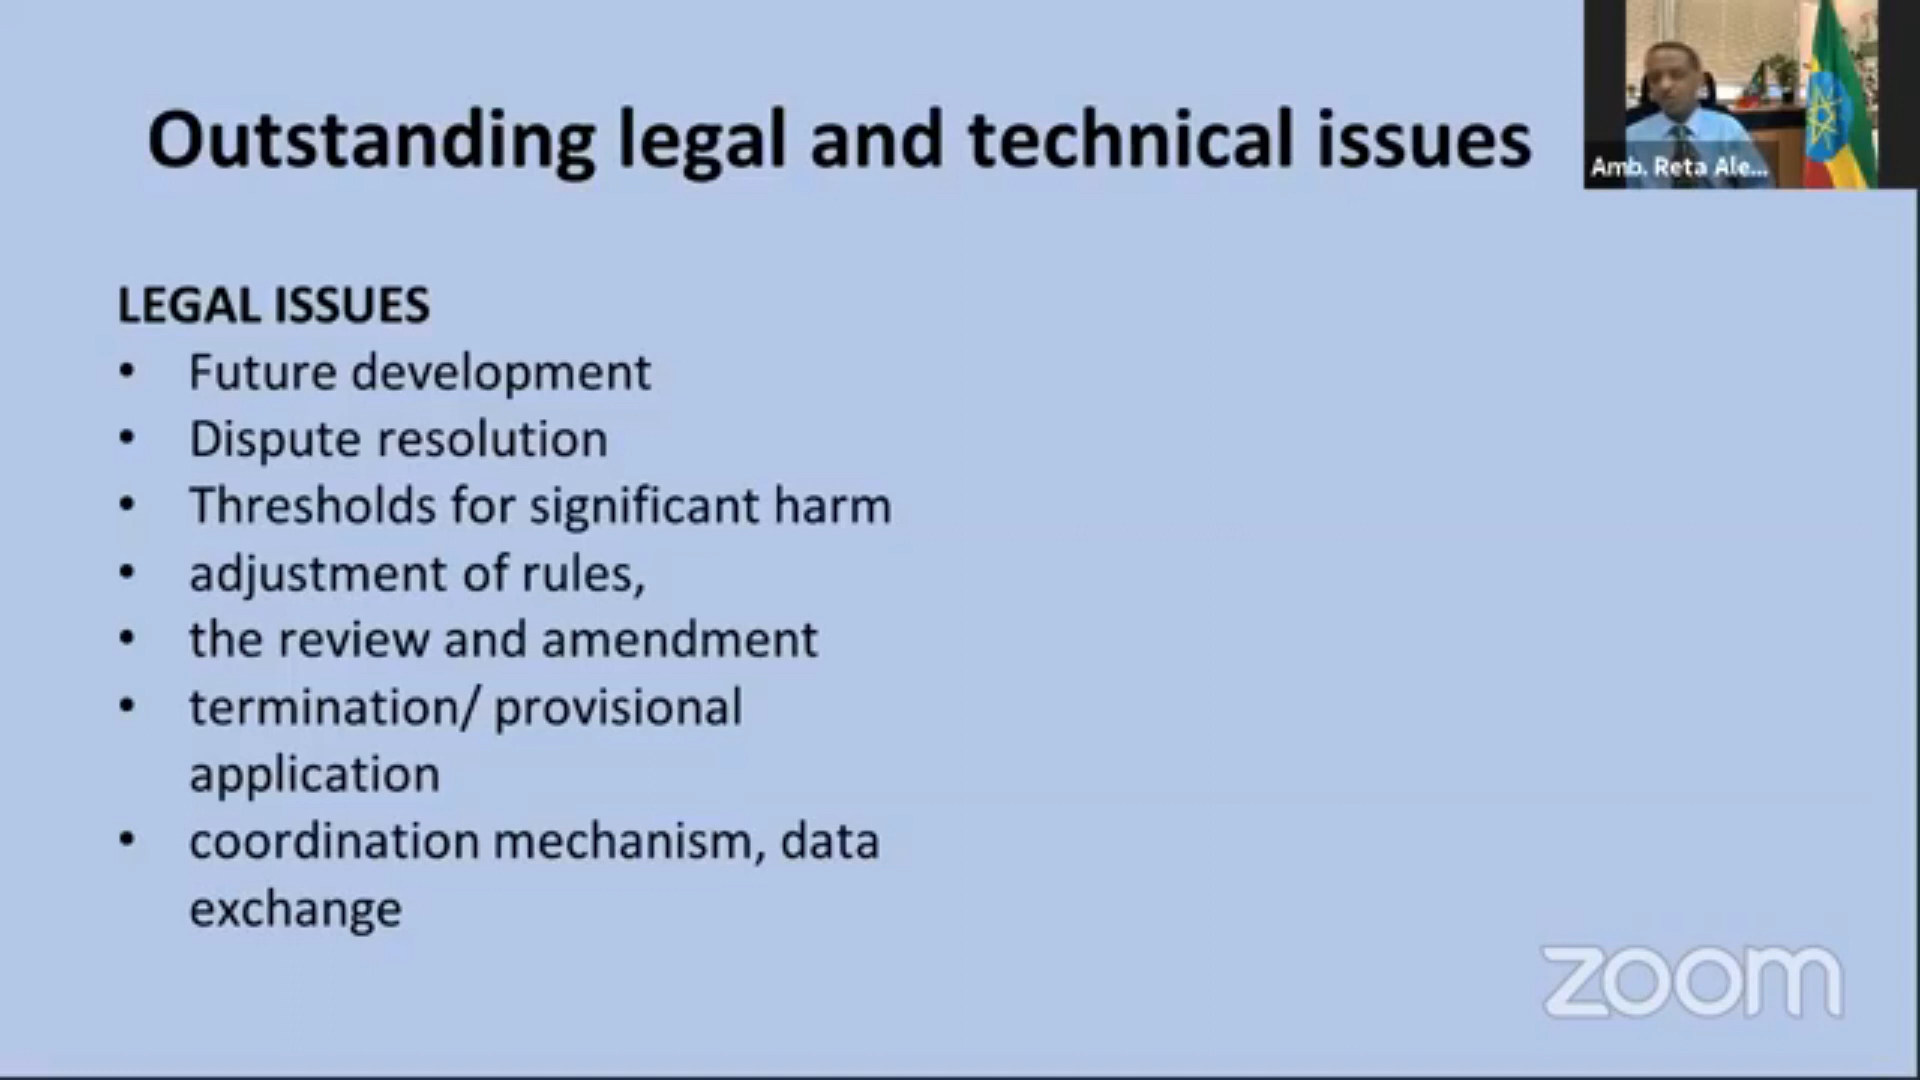 Outstanding legal and technical issues
Amb. Reta Ale...
LEGAL ISSUES
• Future development
• Dispute resolution
• Thresholds for significant harm
• adjustment of rules,
• the review and amendment
• termination/ provisional
application
• coordination mechanism, data
exchange
zoom